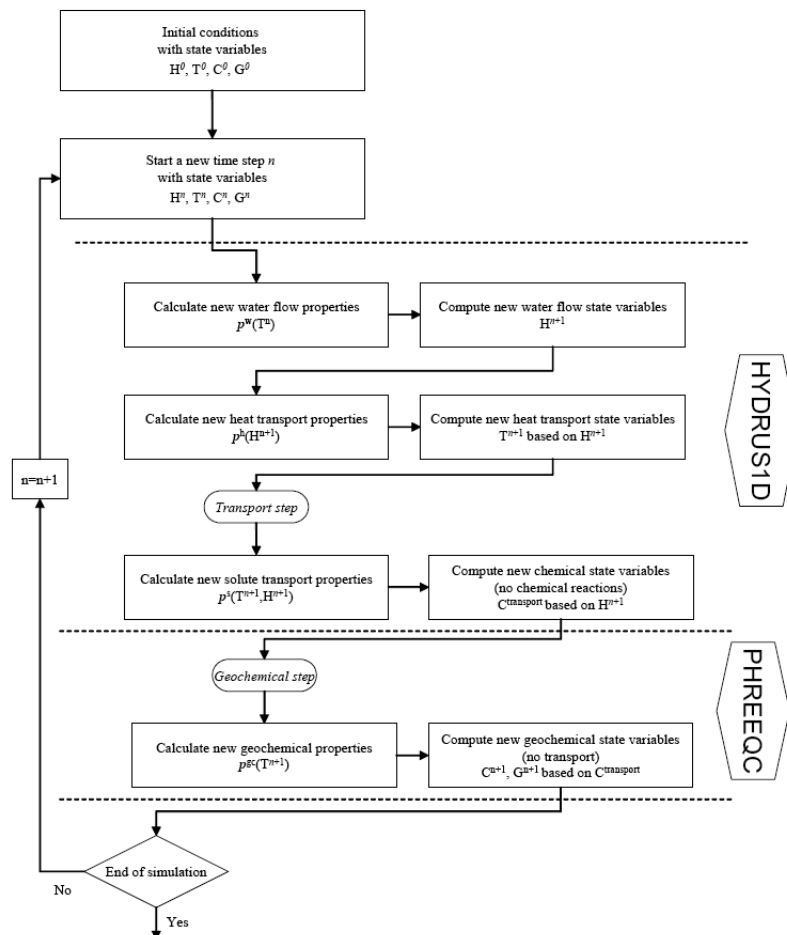 Initial conditions
with state variables
H⁰, T⁰, C⁰, G⁰
Start a new time step n
with state variables
Hⁿ, Tⁿ, Cⁿ, Gⁿ
Calculate new water flow properties
pʷ(Tⁿ)
Compute new water flow state variables
Hⁿ⁺¹
Calculate new heat transport properties
pʰ(Hⁿ⁺¹)
Compute new heat transport state variables
Tⁿ⁺¹ based on Hⁿ⁺¹
HYDRUS1D
n=n+1
Transport step
Calculate new solute transport properties
pˢ(Tⁿ⁺¹,Hⁿ⁺¹)
Compute new chemical state variables
(no chemical reactions)
Cᵗʳᵃⁿˢᵖᵒʳᵗ based on Hⁿ⁺¹
Geochemical step
PHREEQC
Calculate new geochemical properties
pᵍᶜ(Tⁿ⁺¹)
Compute new geochemical state variables
(no transport)
Cⁿ⁺¹, Gⁿ⁺¹ based on Cᵗʳᵃⁿˢᵖᵒʳᵗ
End of simulation
No
Yes